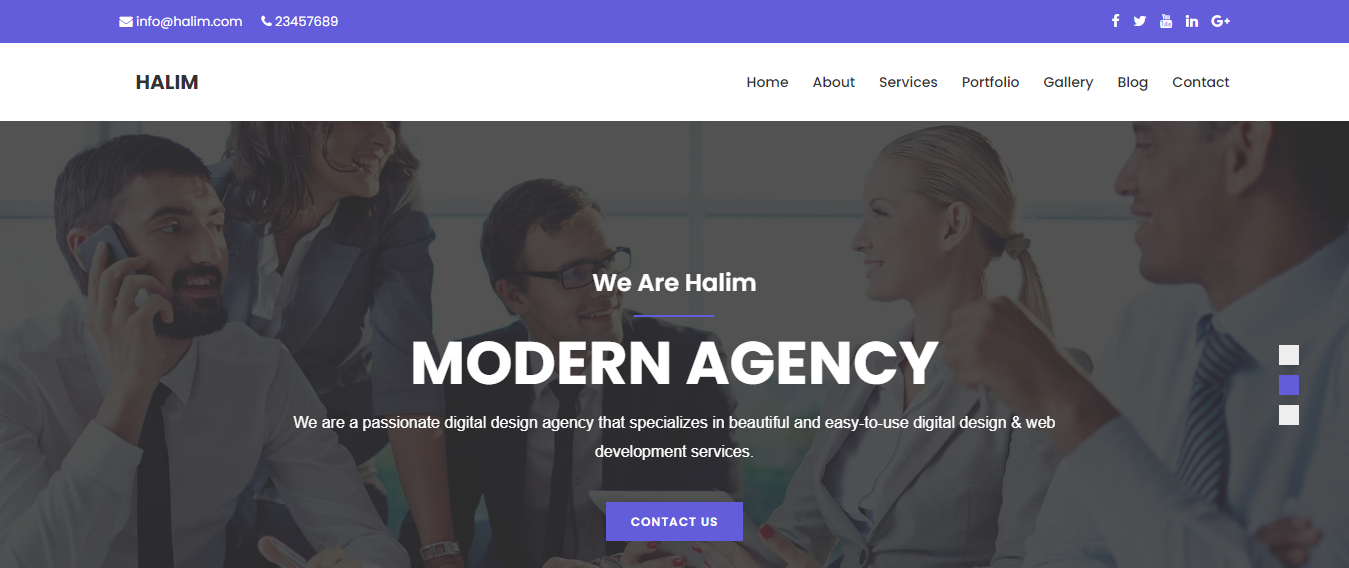 info@halim.com 23457689
HALIM
Home About Services Portfolio Gallery Blog Contact
We Are Halim
MODERN AGENCY
We are a passionate digital design agency that specializes in beautiful and easy-to-use digital design & web
development services.
CONTACT US